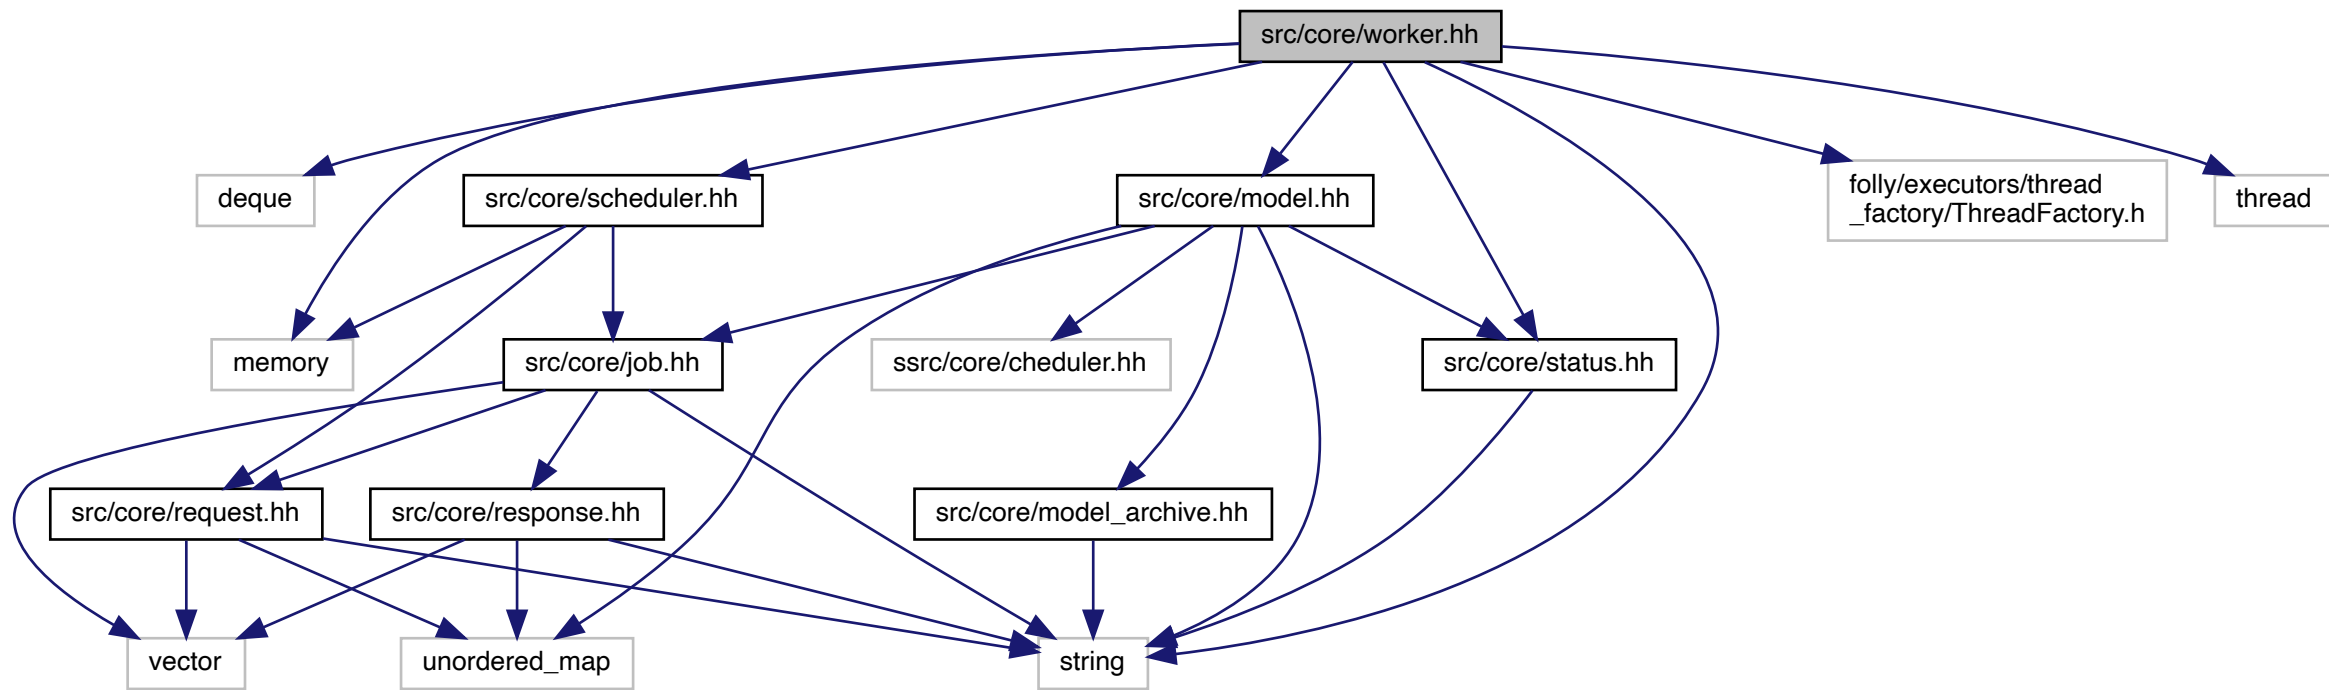 src/core/worker.hh
deque
src/core/scheduler.hh
src/core/model.hh
folly/executors/thread
_factory/ThreadFactory.h
thread
memory
src/core/job.hh
ssrc/core/cheduler.hh
src/core/status.hh
src/core/request.hh
src/core/response.hh
src/core/model_archive.hh
vector
unordered_map
string